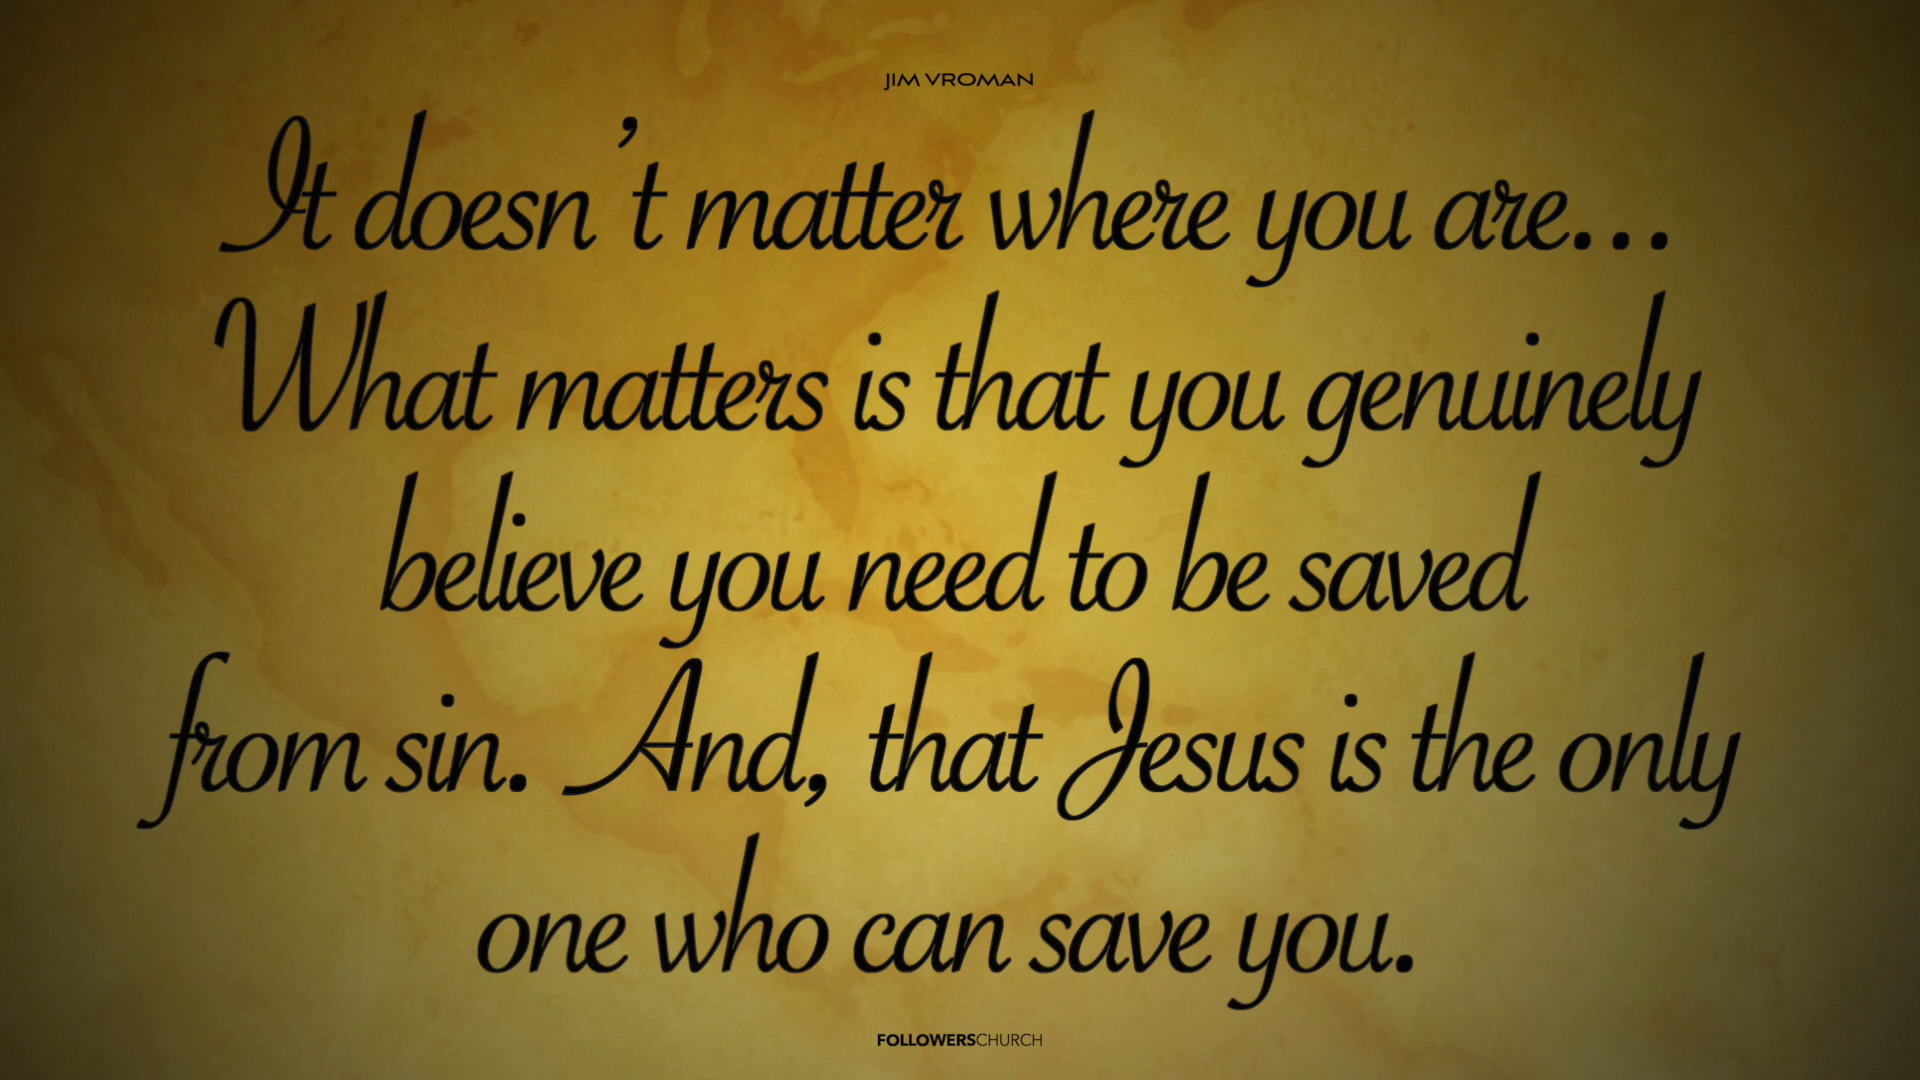 JIM VROMAN
It doesn't matter where you are...
What matters is that you genuinely
believe you need to be saved
from sin. And, that Jesus is the only
one who can save you.
FOLLOWERSCHURCH